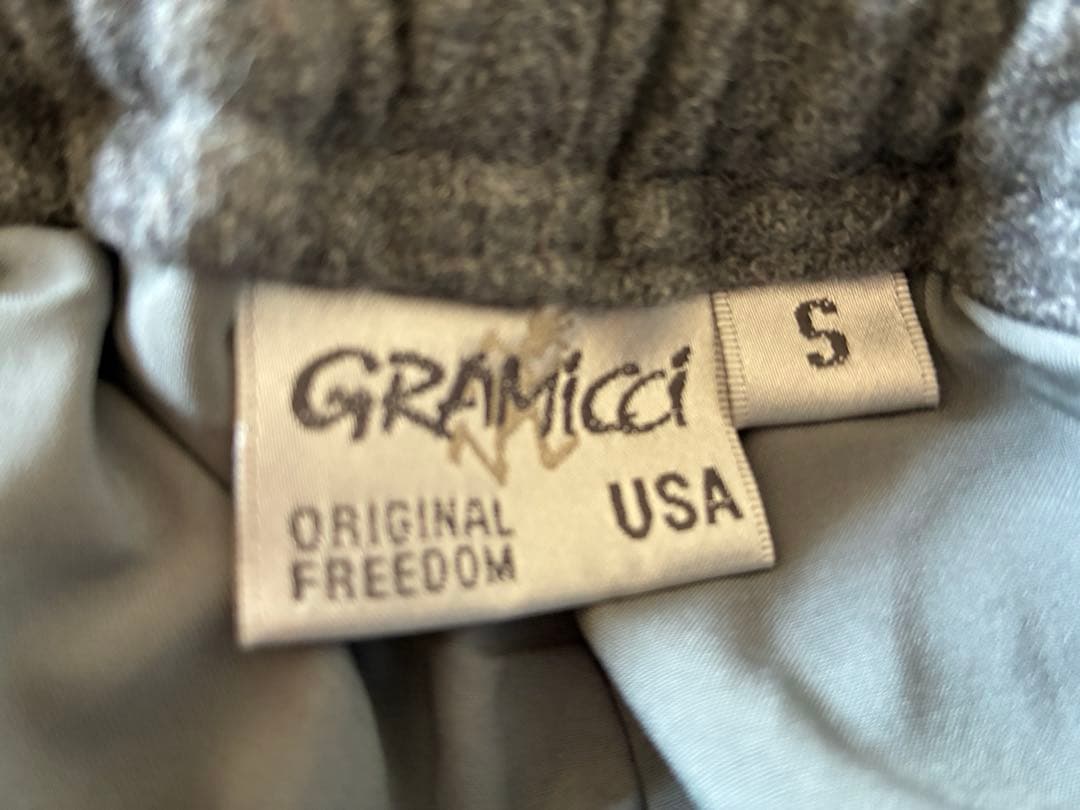 GRAMiCCi
S
ORIGINAL
FREEDOM
USA